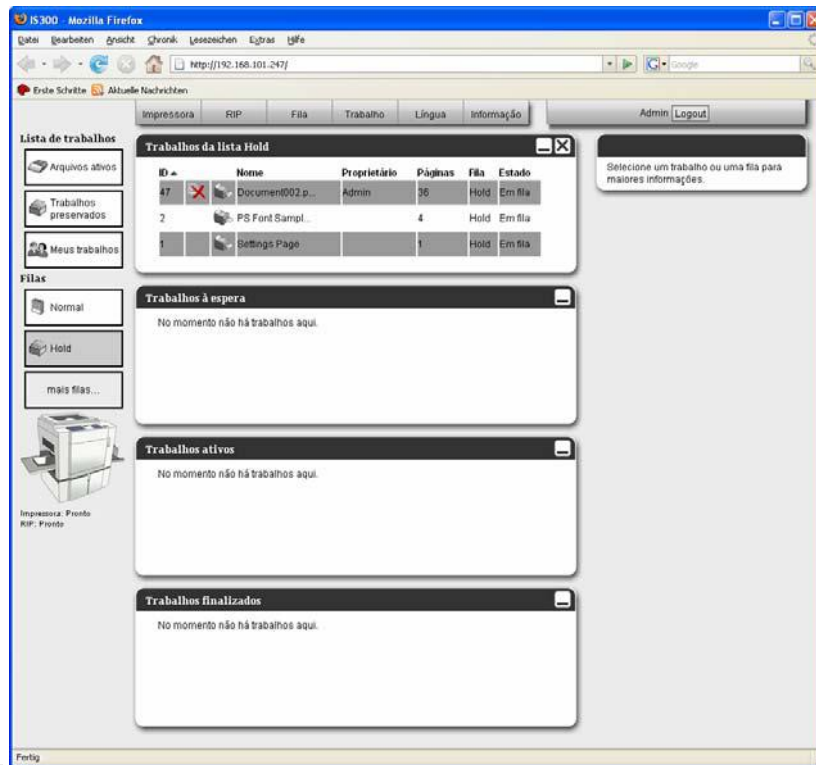 IS300 - Mozilla Firefox
Datei Bearbeiten Ansicht Chronik Lesezeichen Extras Hilfe
http://192.168.101.247/
Google
Erste Schritte Aktuelle Nachrichten
Impressora RIP Fila Trabalho Língua Informação
Admin Logout
Lista de trabalhos
Arquivos ativos
Trabalhos preservados
Meus trabalhos
Filas
Normal
Hold
mais filas...
Impressora: Pronto
RIP: Pronto
Trabalhos da lista Hold
ID Nome Proprietário Páginas Fila Estado
47 Document002.p... Admin 36 Hold Em fila
2 PS Font Sampl... 4 Hold Em fila
1 Settings Page 1 Hold Em fila
Trabalhos à espera
No momento não há trabalhos aqui.
Trabalhos ativos
No momento não há trabalhos aqui.
Trabalhos finalizados
No momento não há trabalhos aqui.
Selecione um trabalho ou uma fila para
maiores informações.
Fertig